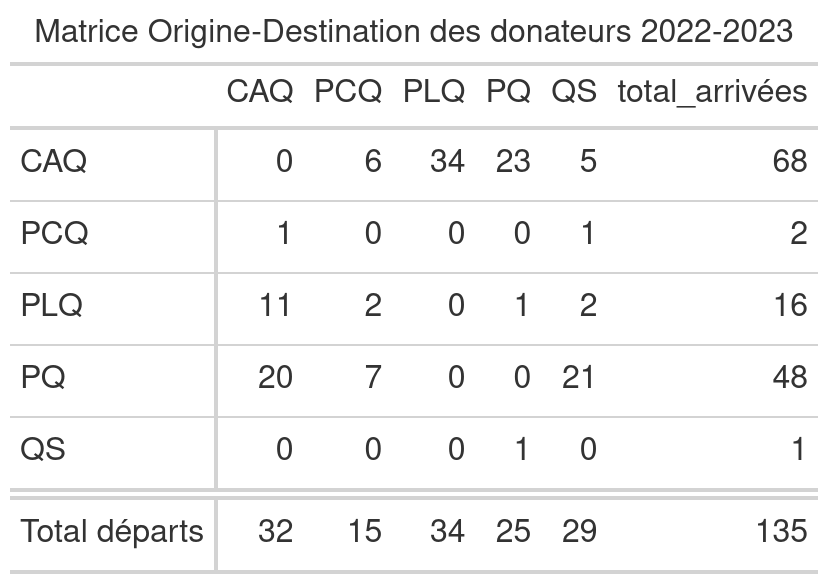 Matrice Origine-Destination des donateurs 2022-2023
CAQ PCQ PLQ PQ QS total_arrivées
CAQ 0 6 34 23 5 68
PCQ 1 0 0 0 1 2
PLQ 11 2 0 1 2 16
PQ 20 7 0 0 21 48
QS 0 0 0 1 0 1
Total départs 32 15 34 25 29 135